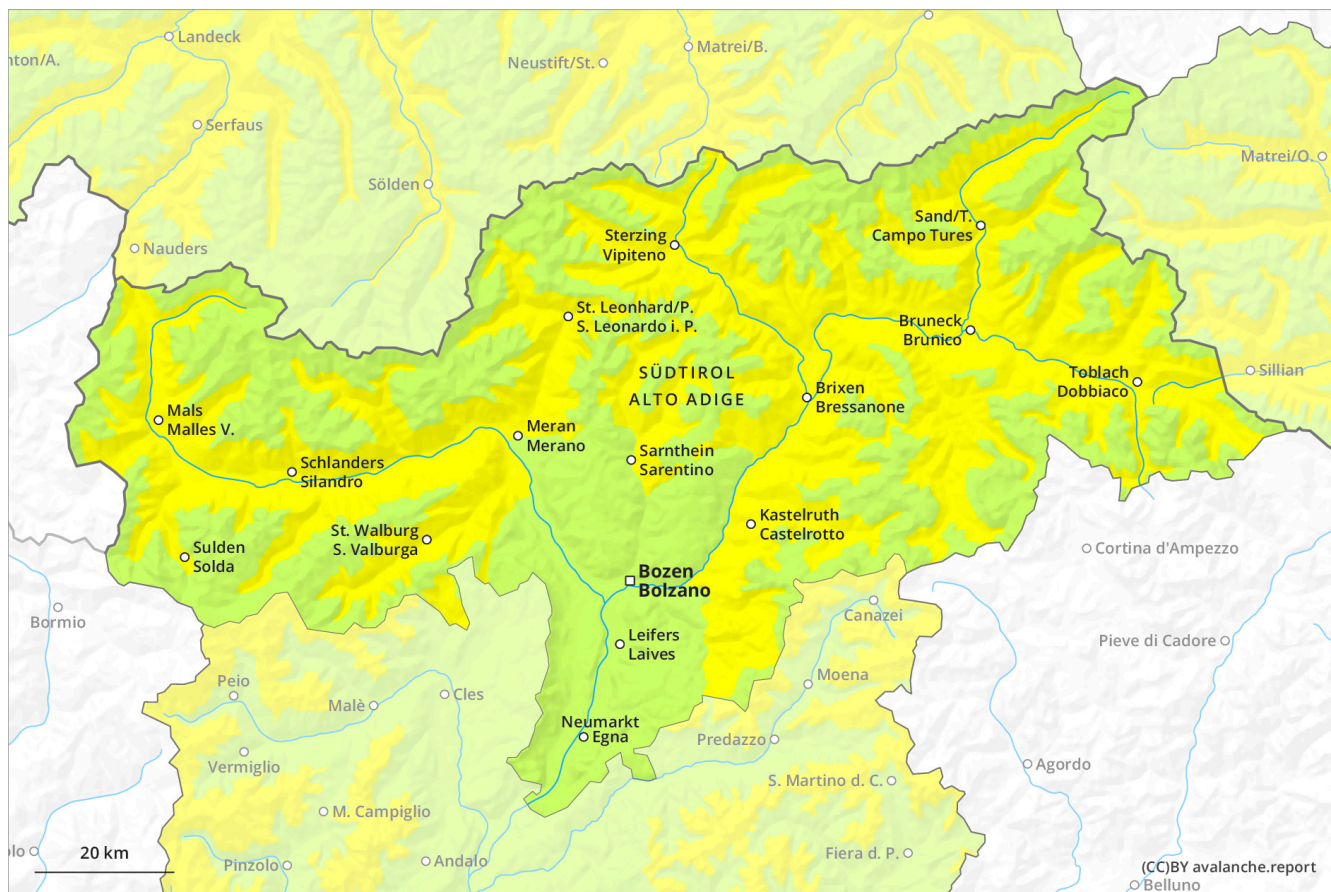 Landeck
nton/A.
Matrei/B.
Neustift/St.
Serfaus
Matrei/O.
Sölden
Nauders
Sand/T.
Campo Tures
Sterzing
Vipiteno
St. Leonhard/P.
S. Leonardo i. P.
Bruneck
Brunico
SÜDTIROL
ALTO ADIGE
Toblach
Dobbiaco
Sillian
Brixen
Bressanone
Mals
Malles V.
Meran
Merano
Sarnthein
Sarentino
Schlanders
Silandro
Kastelruth
Castelrotto
St. Walburg
S. Valburga
Sulden
Solda
Cortina d'Ampezzo
Bozen
Bolzano
Bormio
Canazei
Leifers
Laives
Pieve di Cadore
Moena
Peio
Malè
Cles
Neumarkt
Egna
Predazzo
Vermiglio
Agordo
S. Martino d. C.
M. Campiglio
olo
20 km
Pinzolo
Andalo
Fiera d. P.
(CC)BY avalanche.report
Belluno